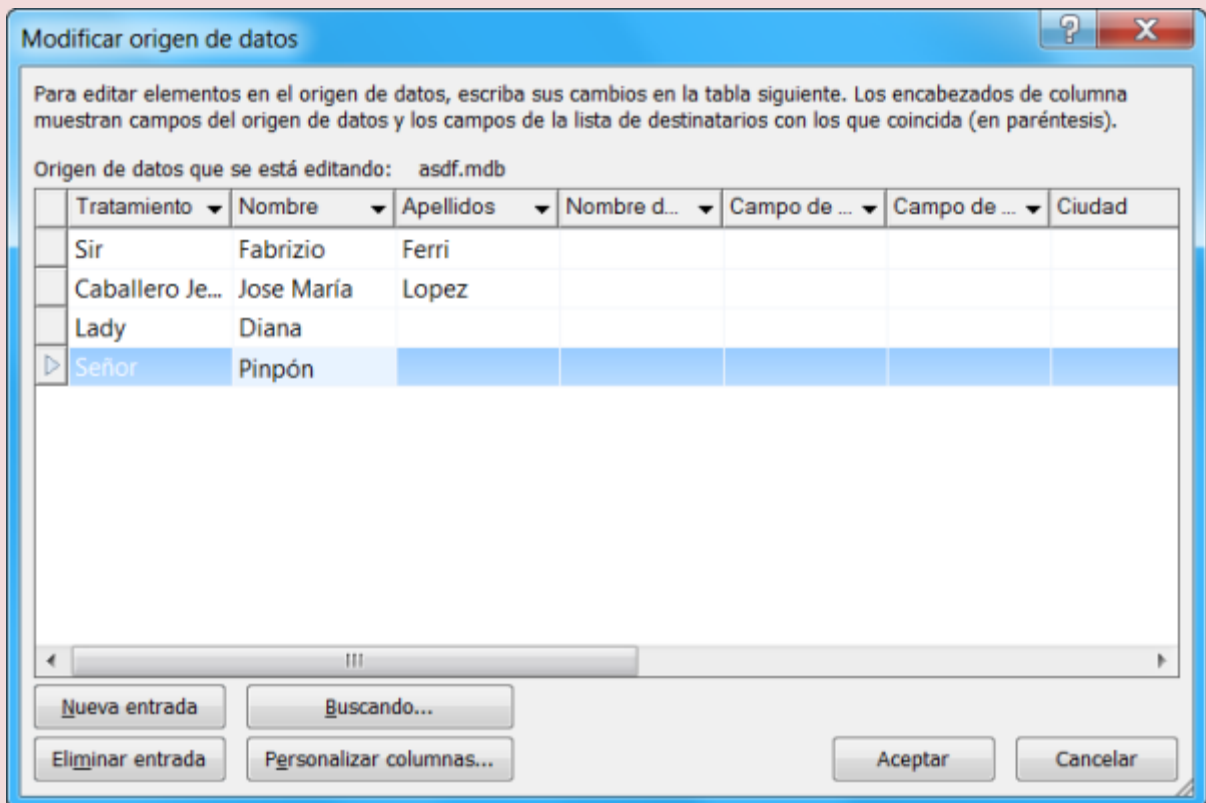 Modificar origen de datos
Para editar elementos en el origen de datos, escriba sus cambios en la tabla siguiente. Los encabezados de columna
muestran campos del origen de datos y los campos de la lista de destinatarios con los que coincida (en paréntesis).
Origen de datos que se está editando: asdf.mdb
Tratamiento Nombre Apellidos Nombre d... Campo de ... Campo de ... Ciudad
Sir Fabrizio Ferri
Caballero Je... Jose María Lopez
Lady Diana
Señor Pinpón
Nueva entrada Buscando...
Eliminar entrada Personalizar columnas... Aceptar Cancelar